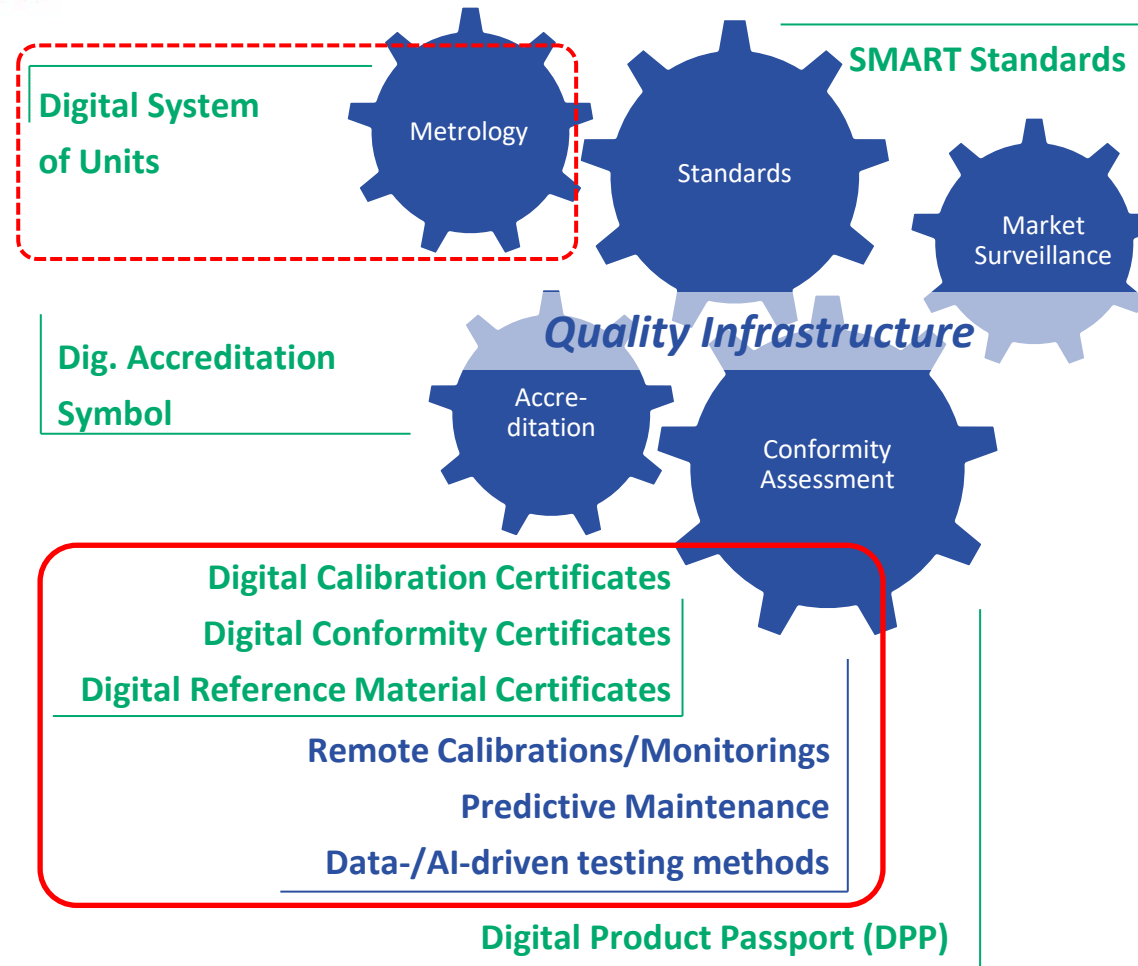 SMART Standards
Digital System
of Units
Metrology
Standards
Market
Surveillance
Quality Infrastructure
Dig. Accreditation
Symbol
Accre-
ditation
Conformity
Assessment
Digital Calibration Certificates
Digital Conformity Certificates
Digital Reference Material Certificates
Remote Calibrations/Monitorings
Predictive Maintenance
Data-/AI-driven testing methods
Digital Product Passport (DPP)